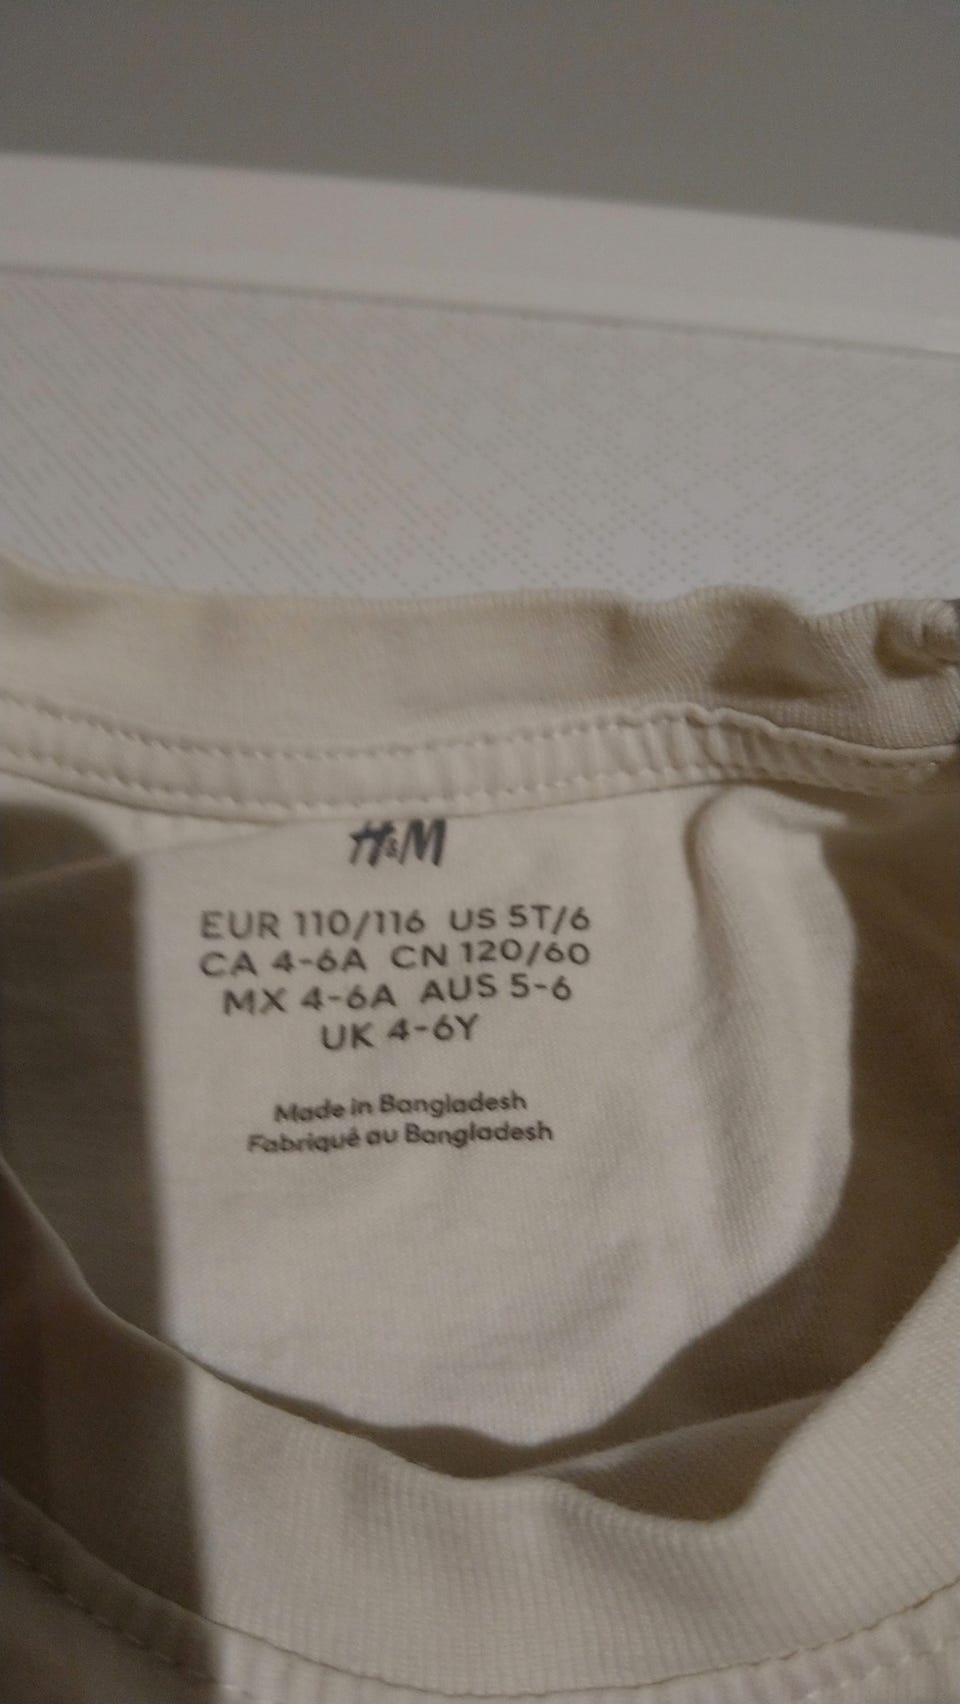 H&M
EUR 110/116 US 5T/6
CA 4-6A CN 120/60
MX 4-6A AUS 5-6
UK 4-6Y
Made in Bangladesh
Fabriqué au Bangladesh